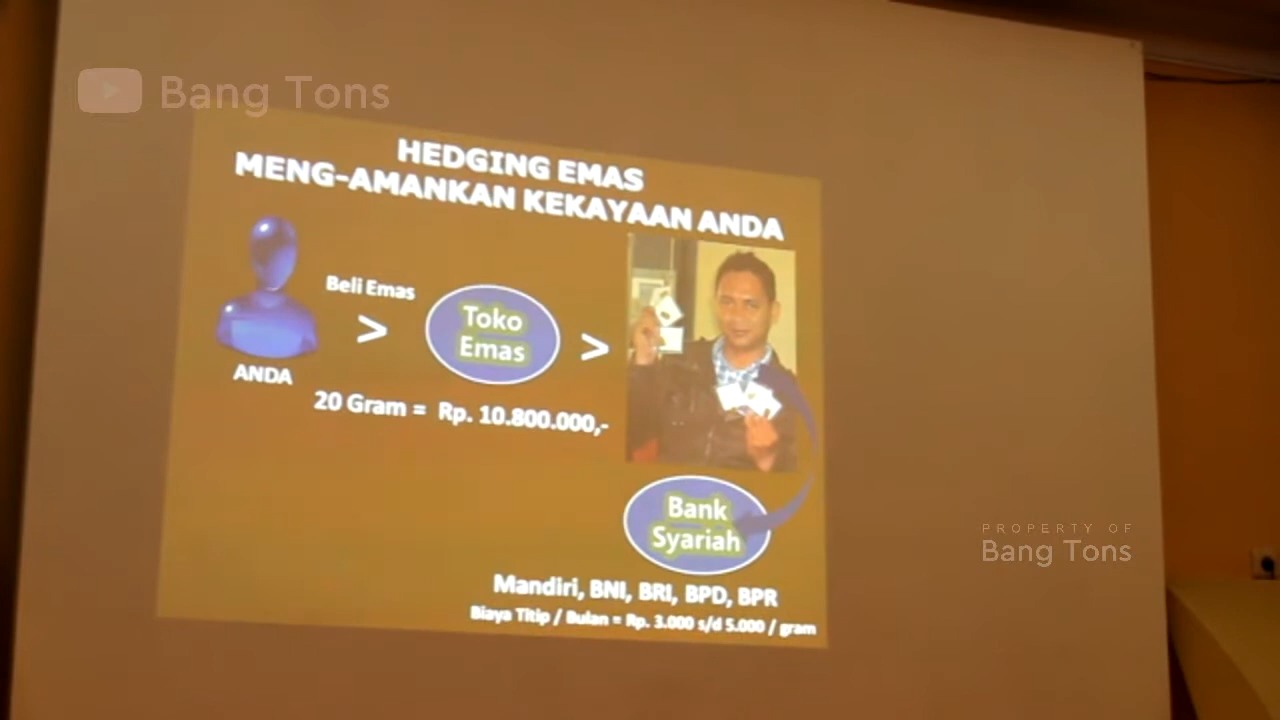 Bang Tons
HEDGING EMAS
MENG-AMANKAN KEKAYAAN ANDA
Beli Emas
>
Toko
Emas
>
ANDA
20 Gram = Rp. 10.800.000,-
Bank
Syariah
Mandiri, BNI, BRI, BPD, BPR
Biaya Titip / Bulan = Rp. 3.000 s/d 5.000 / gram
PROPERTY OF
Bang Tons